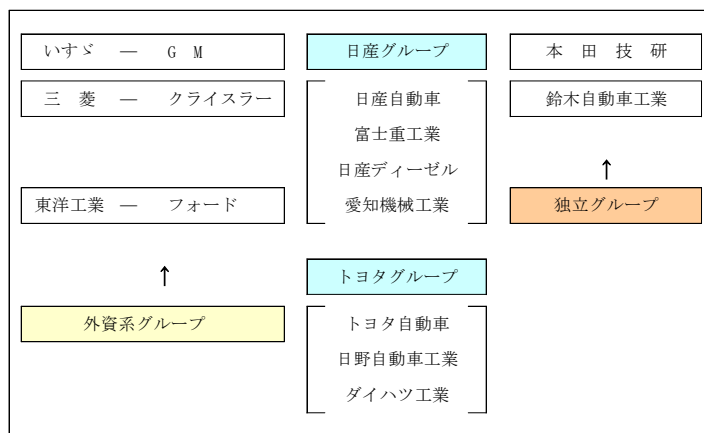 いすゞ ― G M
三 菱 ― クライスラー
東洋工業 ― フォード
↑
外資系グループ
日産グループ
日産自動車
富士重工業
日産ディーゼル
愛知機械工業
トヨタグループ
トヨタ自動車
日野自動車工業
ダイハツ工業
本 田 技 研
鈴木自動車工業
↑
独立グループ